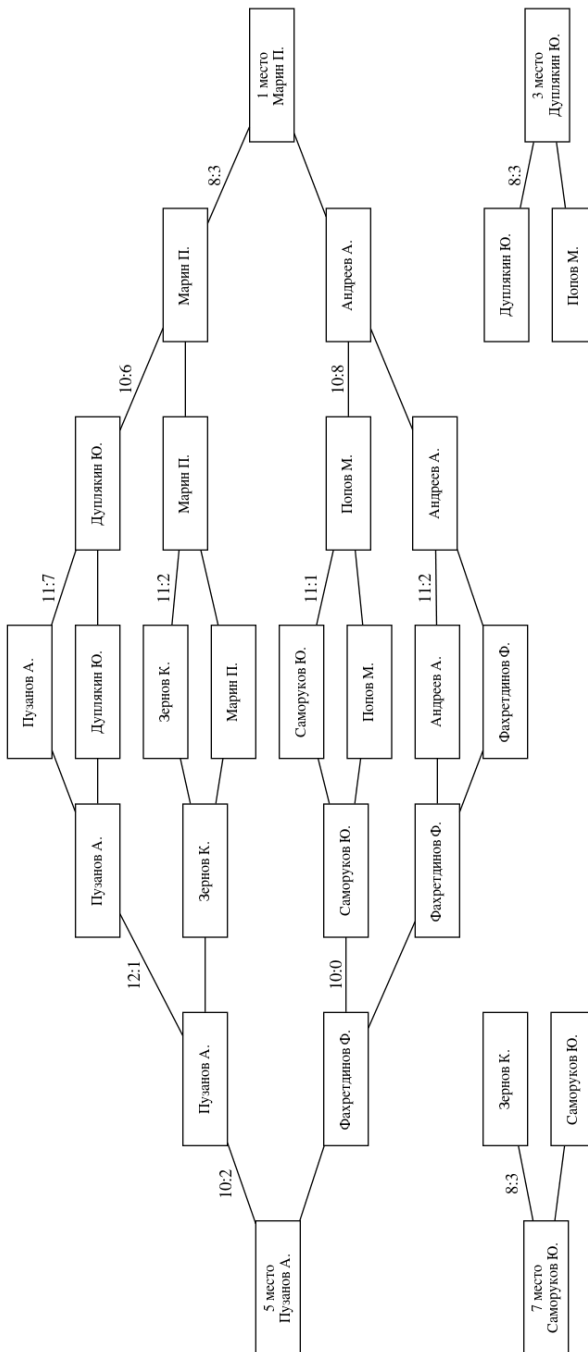 Пузанов А.
11:7
Пузанов А.
Дуплякин Ю.
Дуплякин Ю.
12:1
10:6
Зернов К.
11:2
Марин П.
Марин П.
Пузанов А.
Зернов К.
8:3
10:2
Марин П.
5 место
Пузанов А.
1 место
Марин П.
Саморуков Ю.
11:1
10:0
10:8
Фахретдинов Ф.
Саморуков Ю.
Попов М.
Попов М.
Андреев А.
11:2
Фахретдинов Ф.
Андреев А.
Андреев А.
Фахретдинов Ф.
Зернов К.
8:3
Дуплякин Ю.
8:3
7 место
Саморуков Ю.
3 место
Дуплякин Ю.
Саморуков Ю.
Попов М.